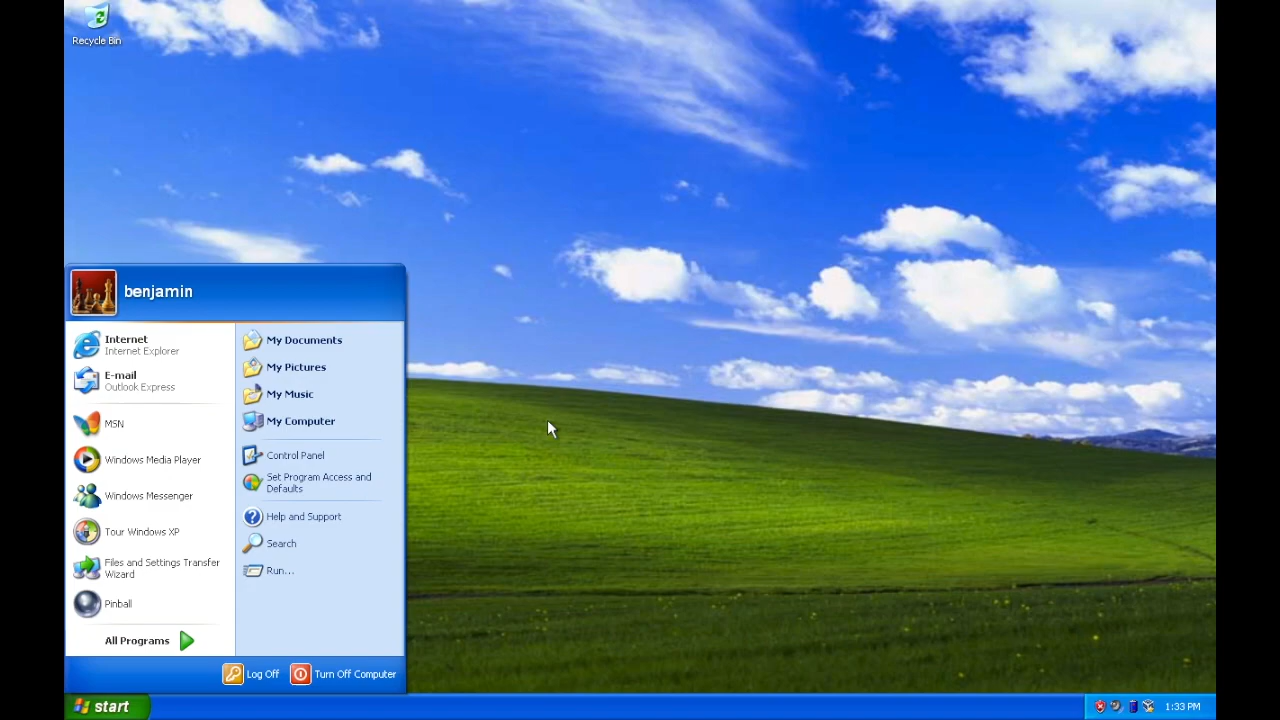 Recycle Bin
benjamin
Internet
Internet Explorer
E-mail
Outlook Express
MSN
Windows Media Player
Windows Messenger
Tour Windows XP
Files and Settings Transfer
Wizard
Pinball
All Programs
My Documents
My Pictures
My Music
My Computer
Control Panel
Set Program Access and
Defaults
Help and Support
Search
Run...
Log Off
Turn Off Computer
start
1:33 PM